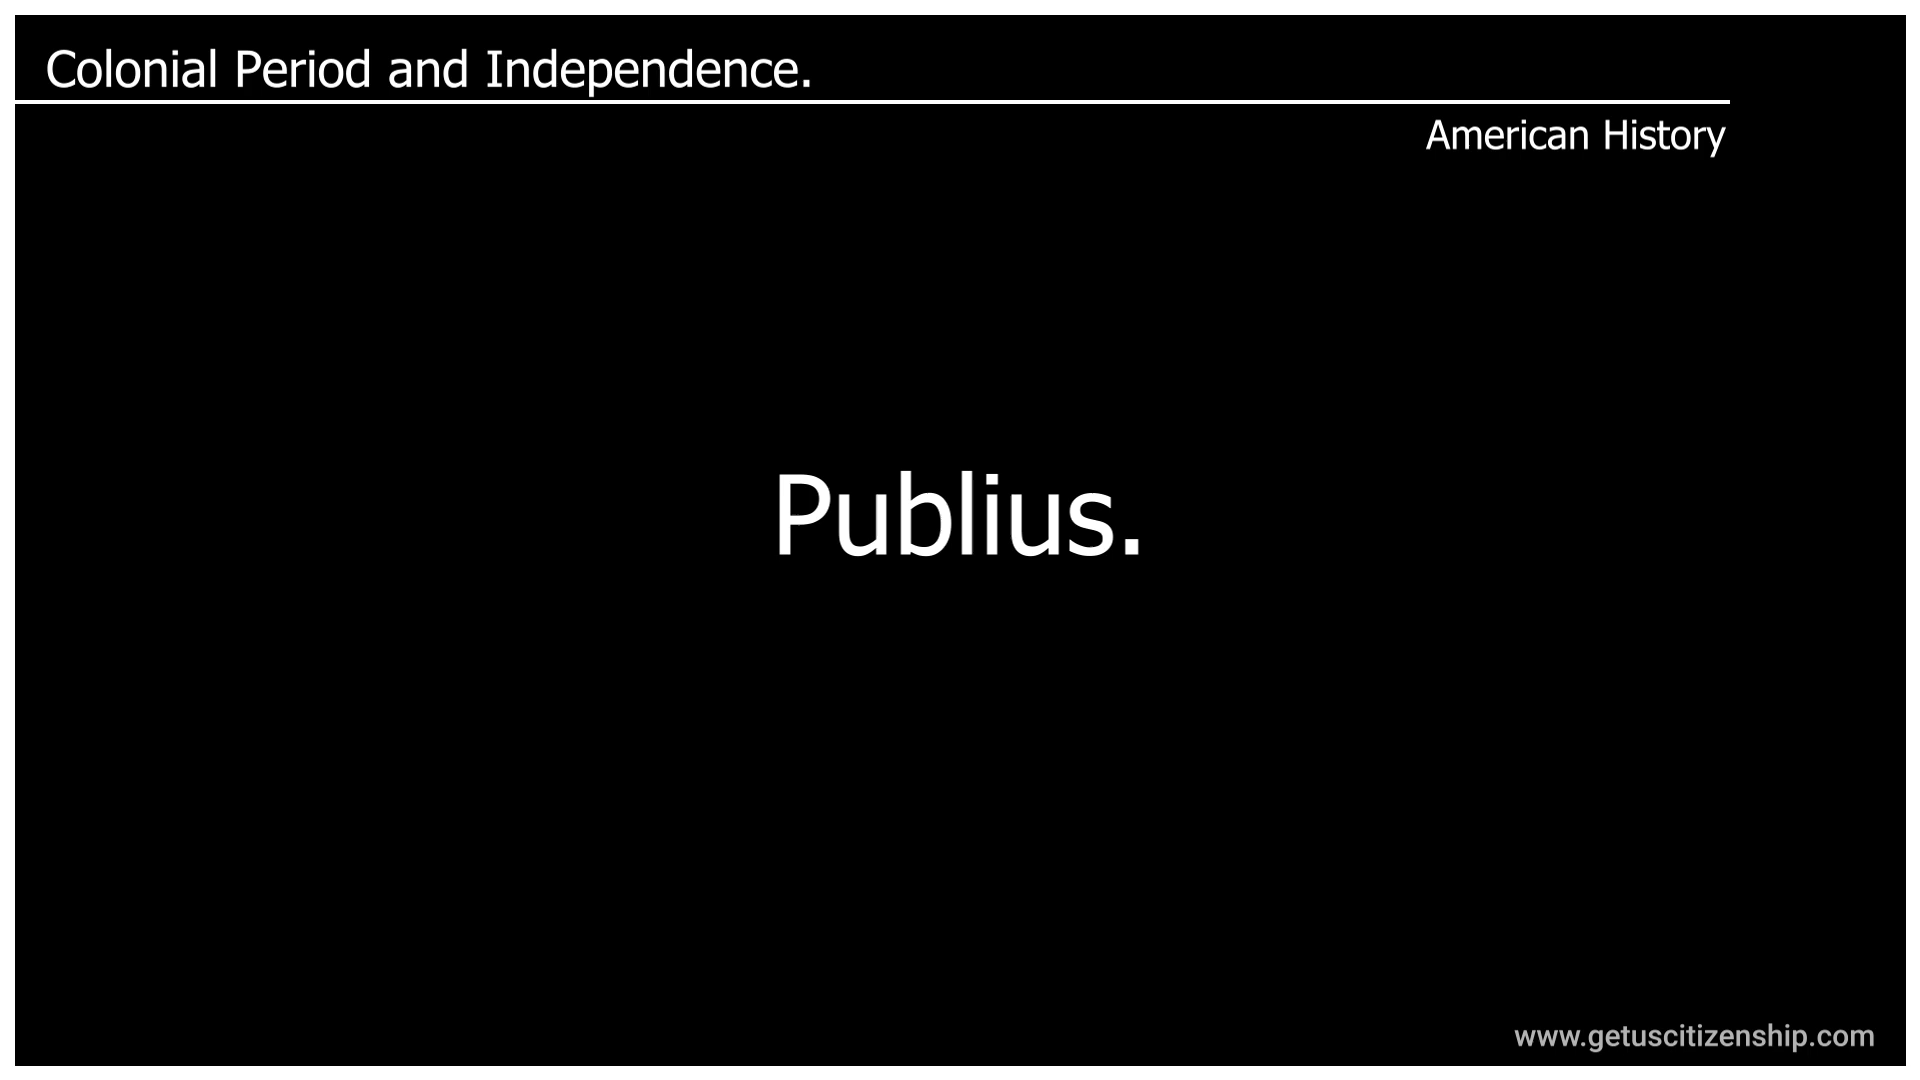 Colonial Period and Independence.
American History
Publius.
www.getuscitizenship.com